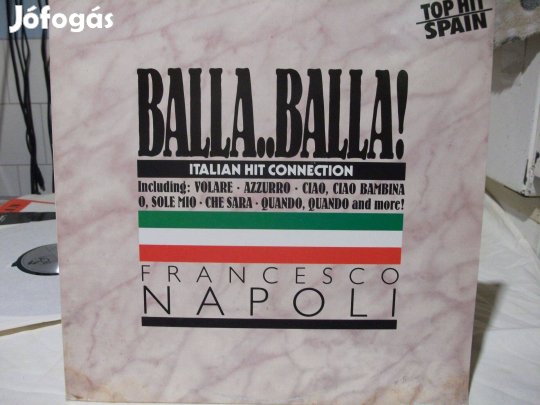 Jófogás
TOP HIT
SPAIN
BALLA..BALLA!
ITALIAN HIT CONNECTION
Including: VOLARE · AZZURRO · CIAO, CIAO BAMBINA
O, SOLE MIO · CHE SARA · QUANDO, QUANDO and more!
FRANCESCO
NAPOLI